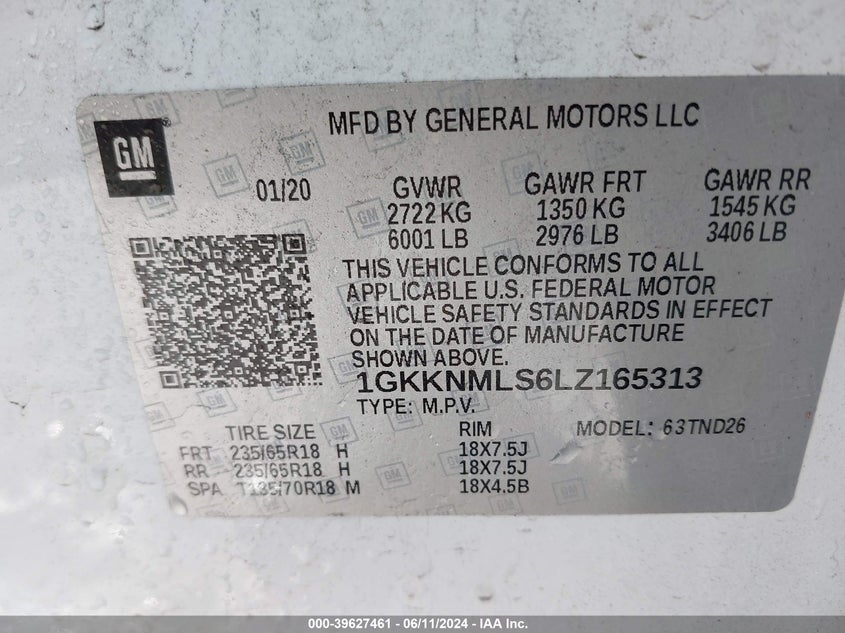 GM
MFD BY GENERAL MOTORS LLC
01/20 GVWR GAWR FRT GAWR RR
2722 KG 1350 KG 1545 KG
6001 LB 2976 LB 3406 LB
THIS VEHICLE CONFORMS TO ALL
APPLICABLE U.S. FEDERAL MOTOR
VEHICLE SAFETY STANDARDS IN EFFECT
ON THE DATE OF MANUFACTURE
SHOWN ABOVE.
1GKKNMLS6LZ165313
TYPE: M.P.V. MODEL: 63TND26
TIRE SIZE RIM
FRT 235/65R18 H 18X7.5J
RR 235/65R18 H 18X7.5J
SPA T135/70R18 M 18X4.5B
000-39627461 - 06/11/2024 - IAA Inc.